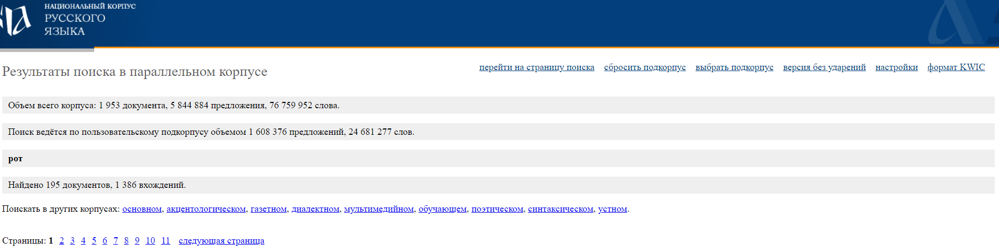 НАЦИОНАЛЬНЫЙ КОРПУС
РУССКОГО
ЯЗЫКА
Результаты поиска в параллельном корпусе
перейти на страницу поиска сбросить подкорпус выбрать подкорпус версия без ударений настройки формат KWIC
Объем всего корпуса: 1 953 документа, 5 844 884 предложения, 76 759 952 слова.
Поиск ведётся по пользовательскому подкорпусу объемом 1 608 376 предложений, 24 681 277 слов.
рот
Найдено 195 документов, 1 386 вхождений.
Поискать в других корпусах: основном, акцентологическом, газетном, диалектном, мультимедийном, обучающем, поэтическом, синтаксическом, устном.
Страницы: 1 2 3 4 5 6 7 8 9 10 11 следующая страница